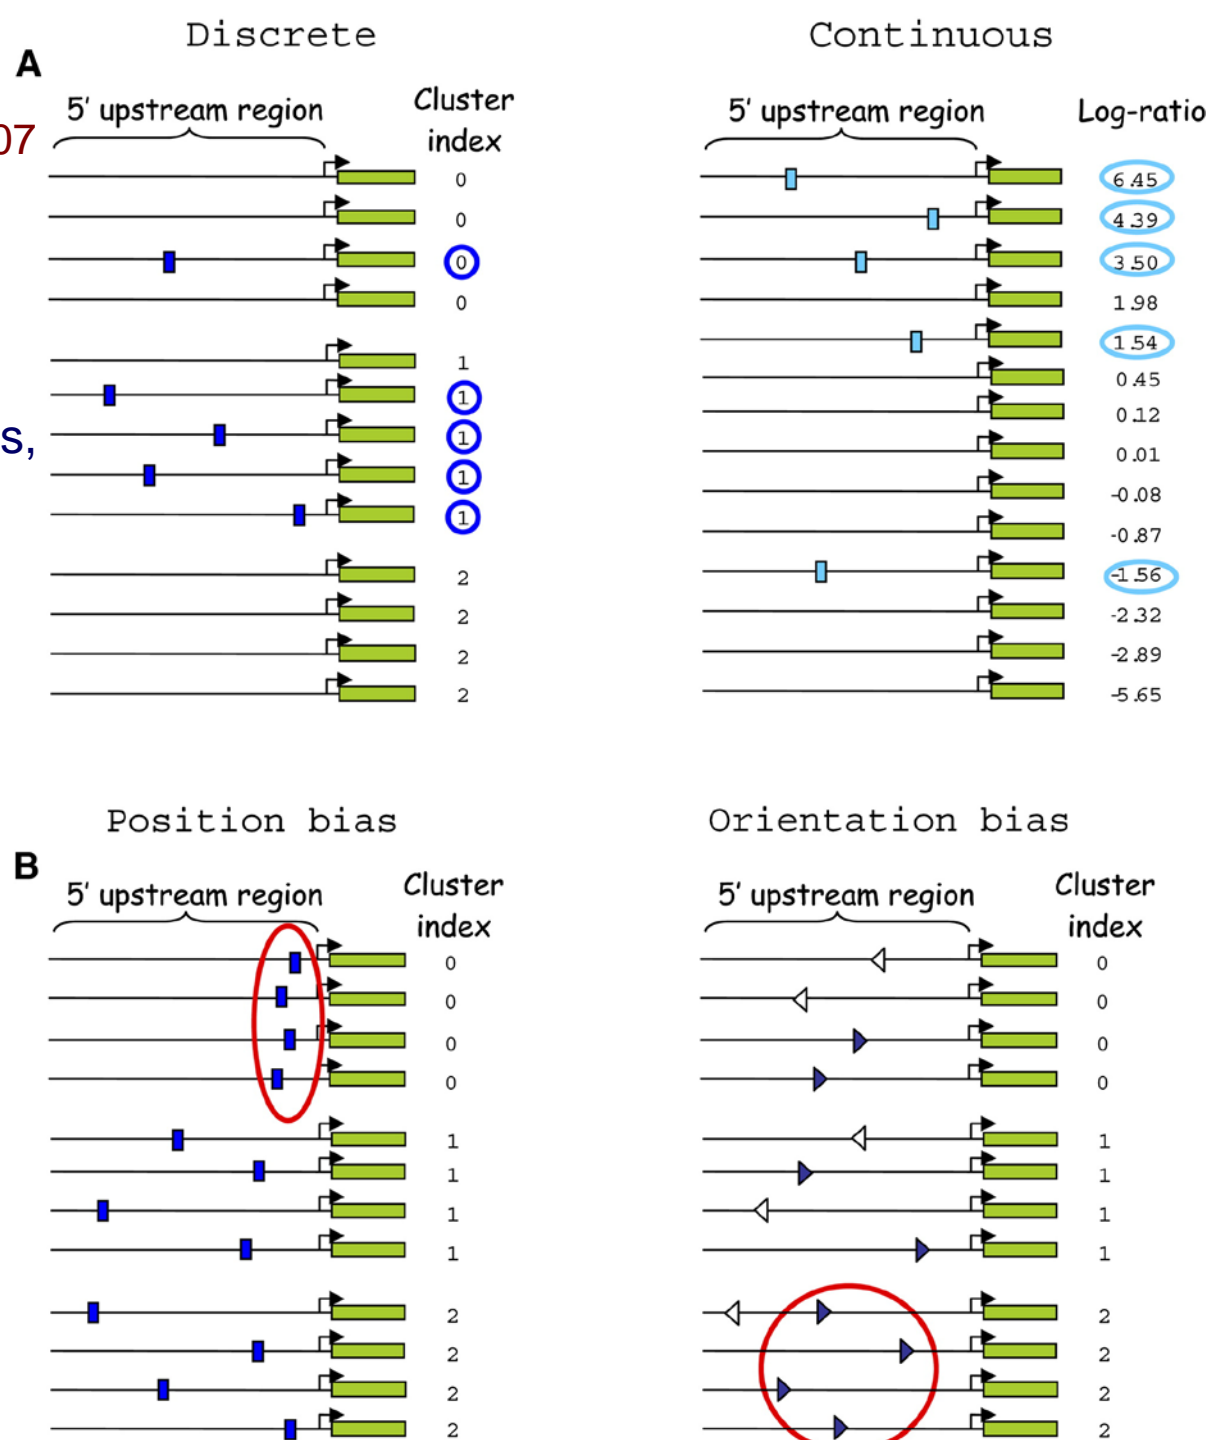 Discrete
Continuous
A
07
s,
5' upstream region
Cluster
index
0
0
0
0
1
1
1
1
1
2
2
2
2
5' upstream region
Log-ratio
6.45
4.39
3.50
1.98
1.54
0.45
0.12
0.01
-0.08
-0.87
-1.56
-2.32
-2.89
-5.65
Position bias
Orientation bias
B
5' upstream region
Cluster
index
0
0
0
0
1
1
1
1
2
2
2
2
5' upstream region
Cluster
index
0
0
0
0
1
1
1
1
2
2
2
2